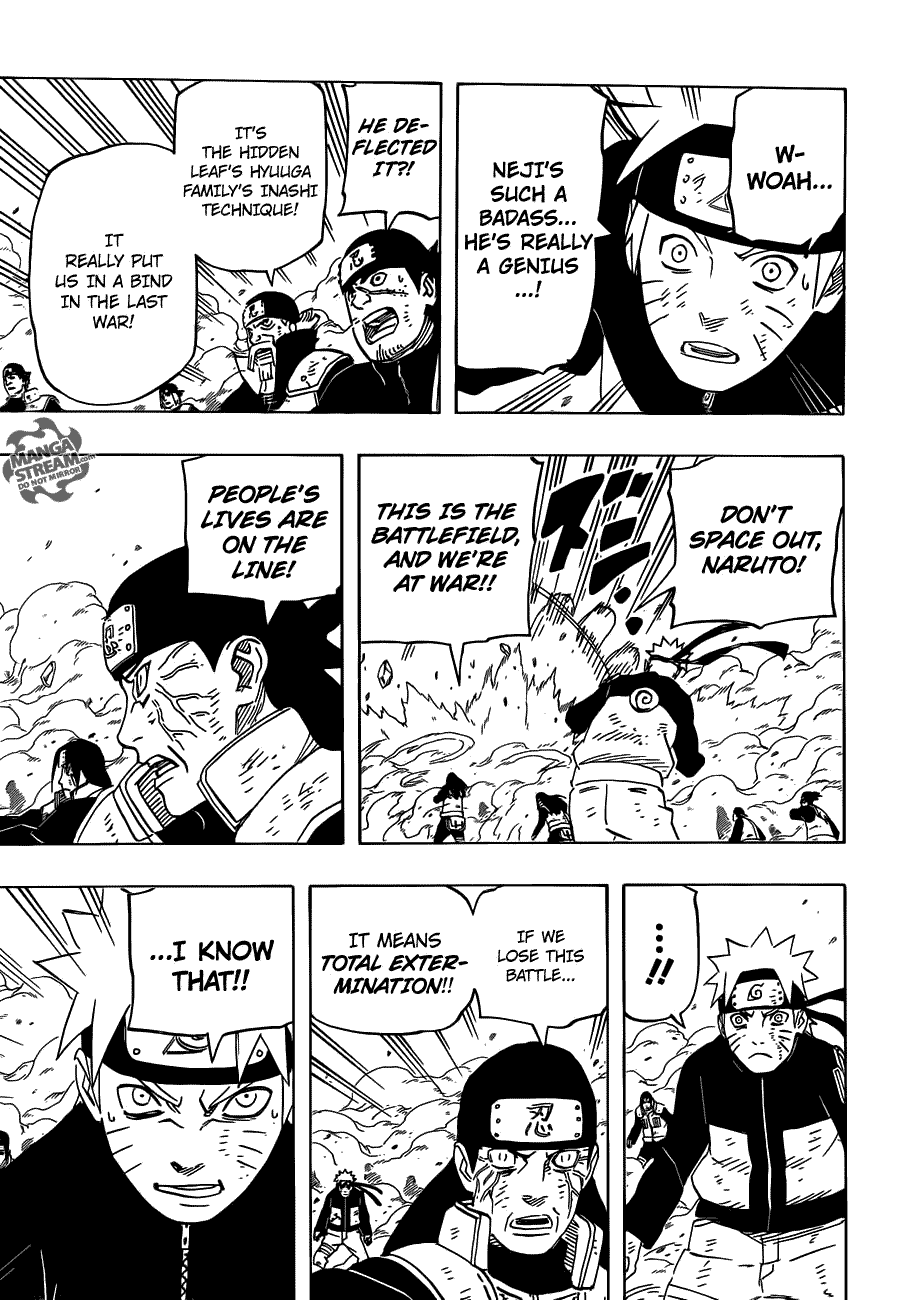 W-
WOAH...
NEJI'S
SUCH A
BADASS...
HE'S REALLY
A GENIUS
...!
HE DE-
FLECTED
IT?!
IT'S
THE HIDDEN
LEAF'S HYUUGA
FAMILY'S INASHI
TECHNIQUE!
IT
REALLY PUT
US IN A BIND
IN THE LAST
WAR!
MANGA
STREAM.com
DO NOT MIRROR
DON'T
SPACE OUT,
NARUTO!
ズズズ
THIS IS THE
BATTLEFIELD,
AND WE'RE
AT WAR!!
PEOPLE'S
LIVES ARE
ON THE
LINE!
...!!
IF WE
LOSE THIS
BATTLE...
IT MEANS
TOTAL EXTER-
MINATION!!
忍
...I KNOW
THAT!!